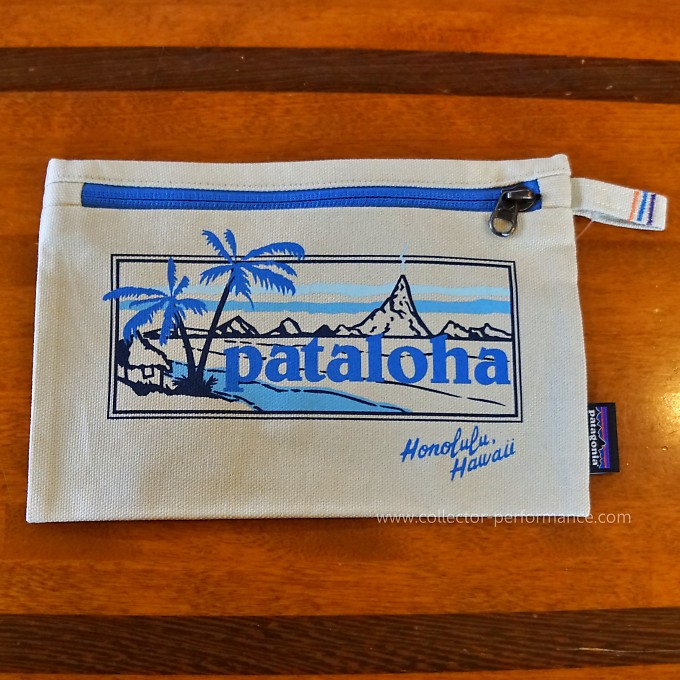 pataloha
Honolulu,
Hawaii
patagonia
www.collector-performance.com